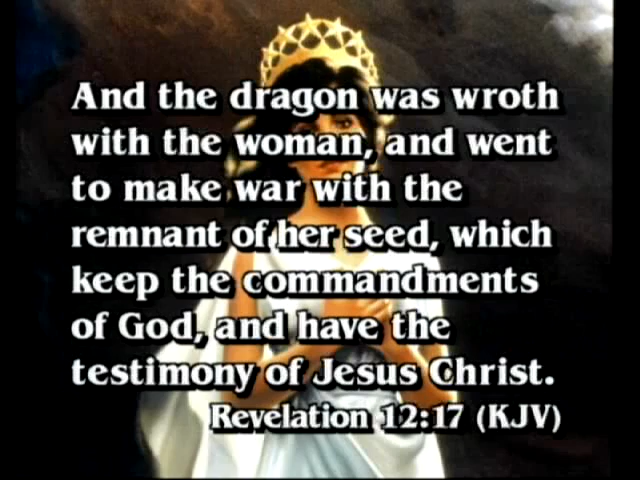 And the dragon was wroth
with the woman, and went
to make war with the
remnant of her seed, which
keep the commandments
of God, and have the
testimony of Jesus Christ.
Revelation 12:17 (KJV)